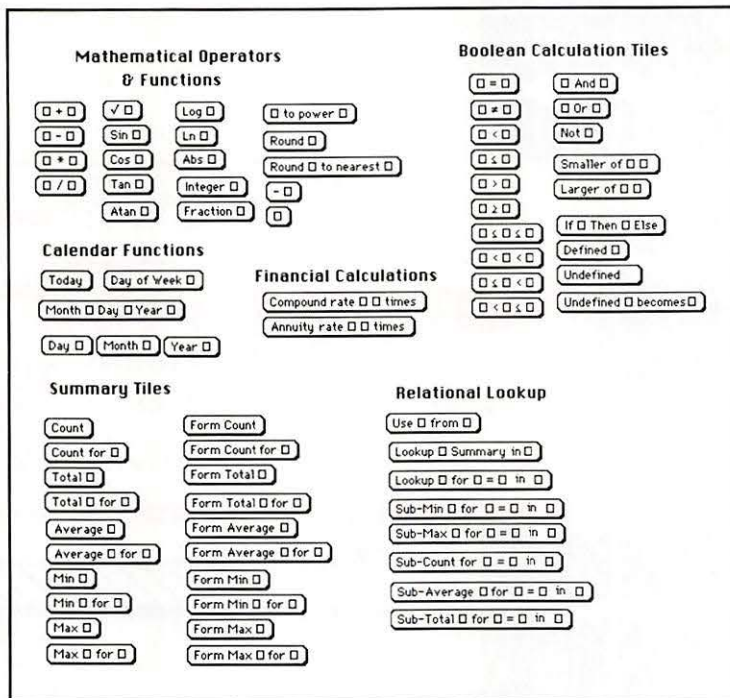 Mathematical Operators
& Functions
□ + □
□ - □
□ * □
□ / □
√ □
Sin □
Cos □
Tan □
Atan □
Log □
Ln □
Abs □
Integer □
Fraction □
□ to power □
Round □
Round □ to nearest □
- □
□
Boolean Calculation Tiles
□ = □
□ ≠ □
□ < □
□ ≤ □
□ > □
□ ≥ □
□ ≤ □ ≤ □
□ < □ < □
□ ≤ □ < □
□ < □ ≤ □
□ And □
□ Or □
Not □
Smaller of □ □
Larger of □ □
If □ Then □ Else
Defined □
Undefined
Undefined □ becomes □
Calendar Functions
Today
Day of Week □
Month □ Day □ Year □
Day □
Month □
Year □
Financial Calculations
Compound rate □ □ times
Annuity rate □ □ times
Summary Tiles
Count
Count for □
Total □
Total □ for □
Average □
Average □ for □
Min □
Min □ for □
Max □
Max □ for □
Form Count
Form Count for □
Form Total □
Form Total □ for □
Form Average □
Form Average □ for □
Form Min □
Form Min □ for □
Form Max □
Form Max □ for □
Relational Lookup
Use □ from □
Lookup □ Summary in □
Lookup □ for □ = □ in □
Sub-Min □ for □ = □ in □
Sub-Max □ for □ = □ in □
Sub-Count for □ = □ in □
Sub-Average □ for □ = □ in □
Sub-Total □ for □ = □ in □